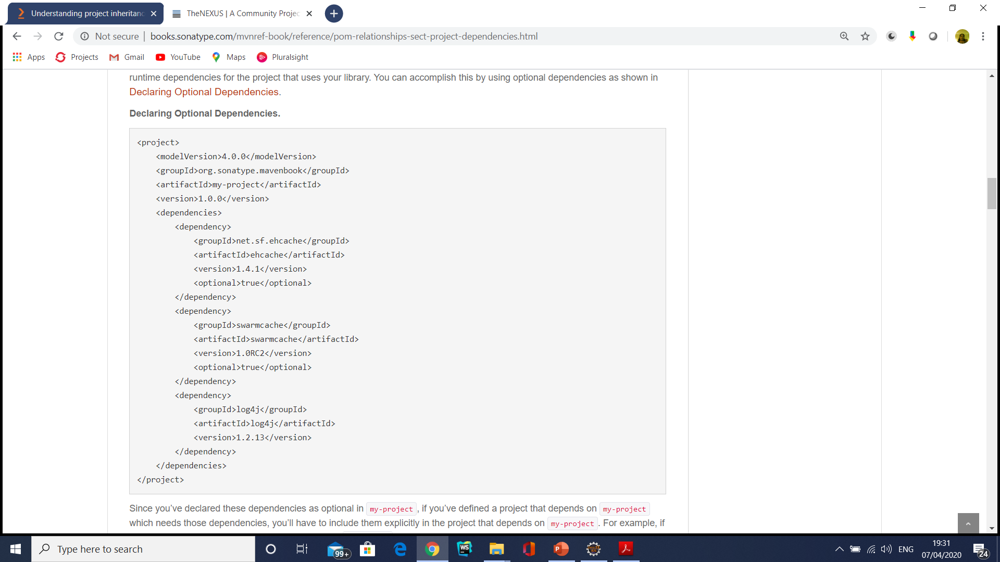 Understanding project inheritanc
TheNEXUS | A Community Projec
Not secure | books.sonatype.com/mvnref-book/reference/pom-relationships-sect-project-dependencies.html
Apps Projects Gmail YouTube Maps Pluralsight
runtime dependencies for the project that uses your library. You can accomplish this by using optional dependencies as shown in
Declaring Optional Dependencies.
Declaring Optional Dependencies.
<project>
    <modelVersion>4.0.0</modelVersion>
    <groupId>org.sonatype.mavenbook</groupId>
    <artifactId>my-project</artifactId>
    <version>1.0.0</version>
    <dependencies>
        <dependency>
            <groupId>net.sf.ehcache</groupId>
            <artifactId>ehcache</artifactId>
            <version>1.4.1</version>
            <optional>true</optional>
        </dependency>
        <dependency>
            <groupId>swarmcache</groupId>
            <artifactId>swarmcache</artifactId>
            <version>1.0RC2</version>
            <optional>true</optional>
        </dependency>
        <dependency>
            <groupId>log4j</groupId>
            <artifactId>log4j</artifactId>
            <version>1.2.13</version>
        </dependency>
    </dependencies>
</project>
Since you’ve declared these dependencies as optional in my-project, if you’ve defined a project that depends on my-project
which needs those dependencies, you’ll have to include them explicitly in the project that depends on my-project. For example, if
Type here to search
99+
WS
P
ENG
19:31
07/04/2020
24